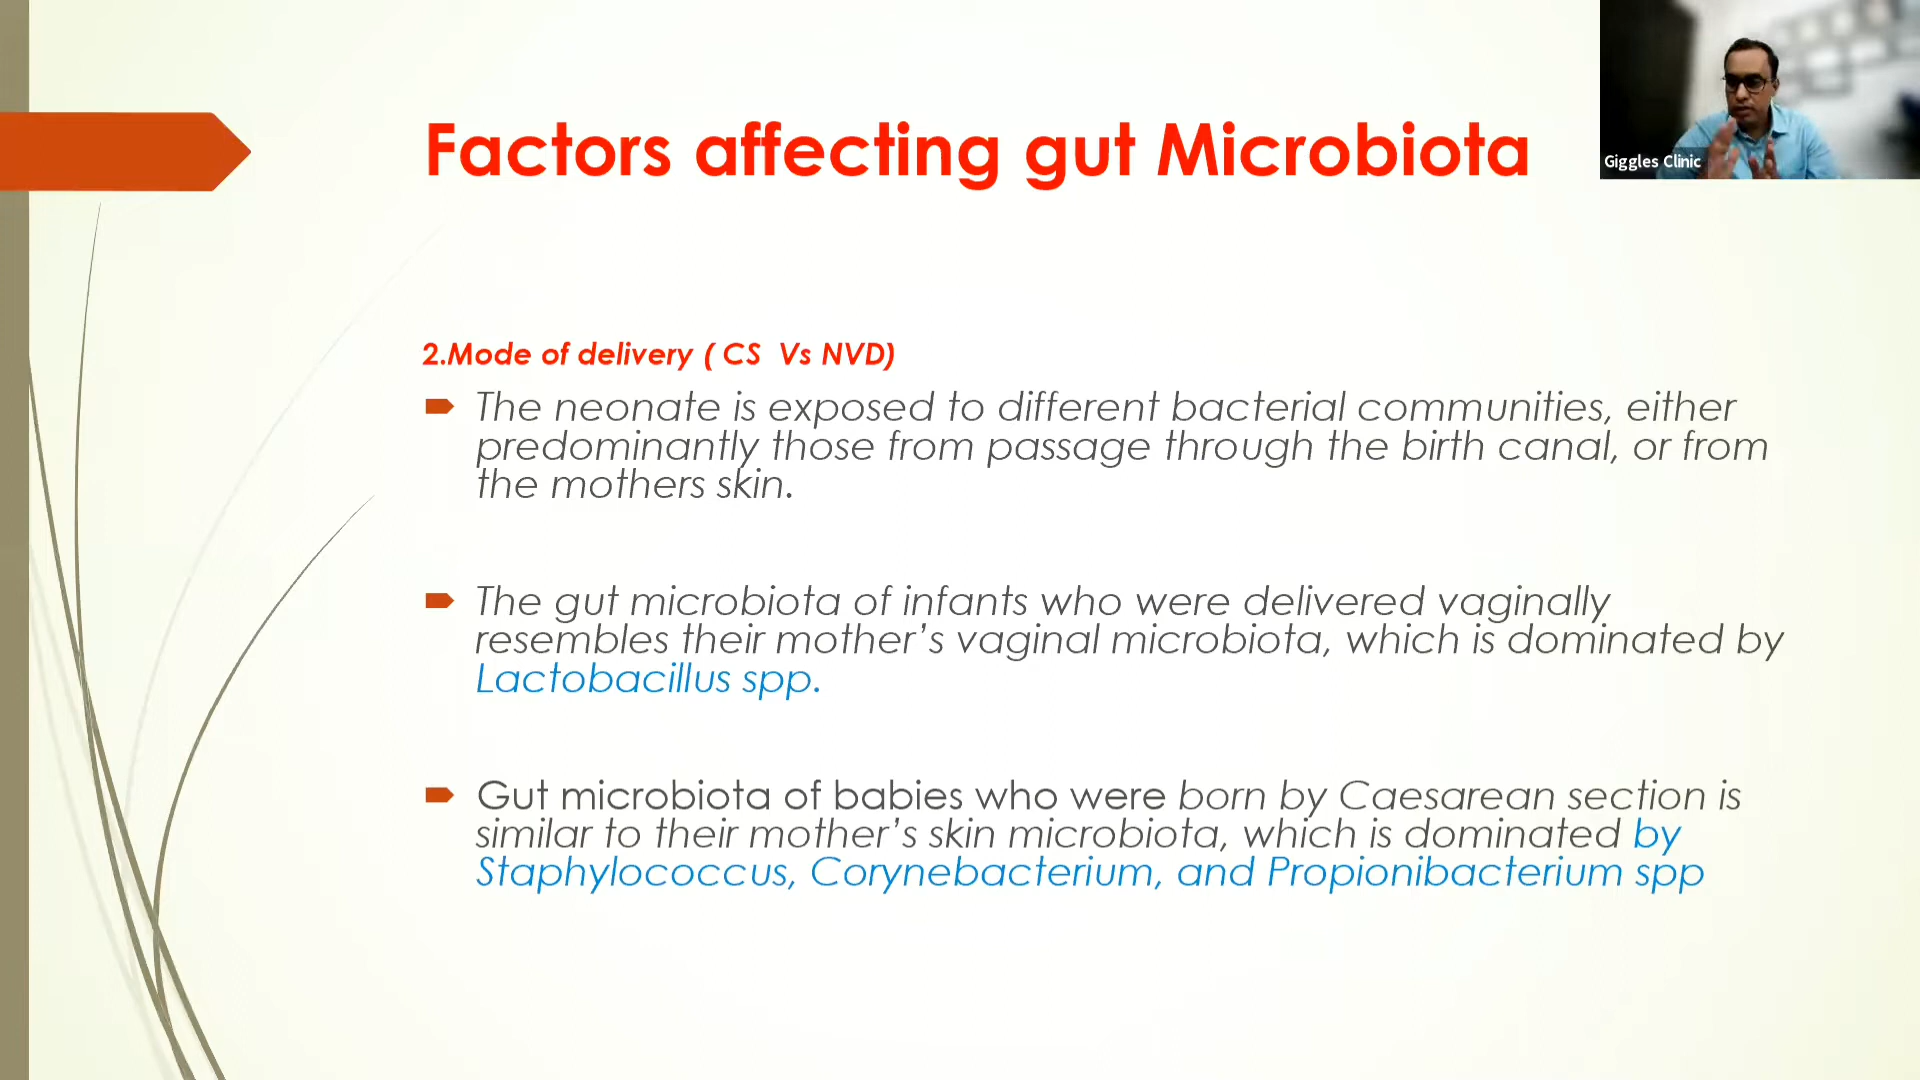 Factors affecting gut Microbiota
Giggles Clinic
2.Mode of delivery ( CS Vs NVD)
The neonate is exposed to different bacterial communities, either
predominantly those from passage through the birth canal, or from
the mothers skin.
The gut microbiota of infants who were delivered vaginally
resembles their mother’s vaginal microbiota, which is dominated by
Lactobacillus spp.
Gut microbiota of babies who were born by Caesarean section is
similar to their mother’s skin microbiota, which is dominated by
Staphylococcus, Corynebacterium, and Propionibacterium spp